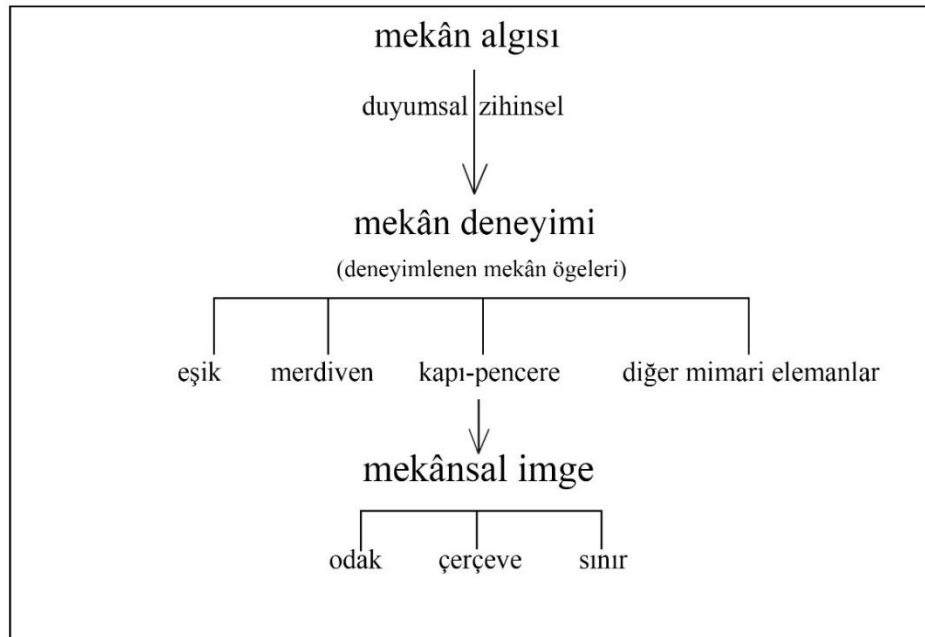 mekân algısı
duyumsal zihinsel
mekân deneyimi
(deneyimlenen mekân ögeleri)
eşik merdiven kapı-pencere diğer mimari elemanlar
mekânsal imge
odak çerçeve sınır